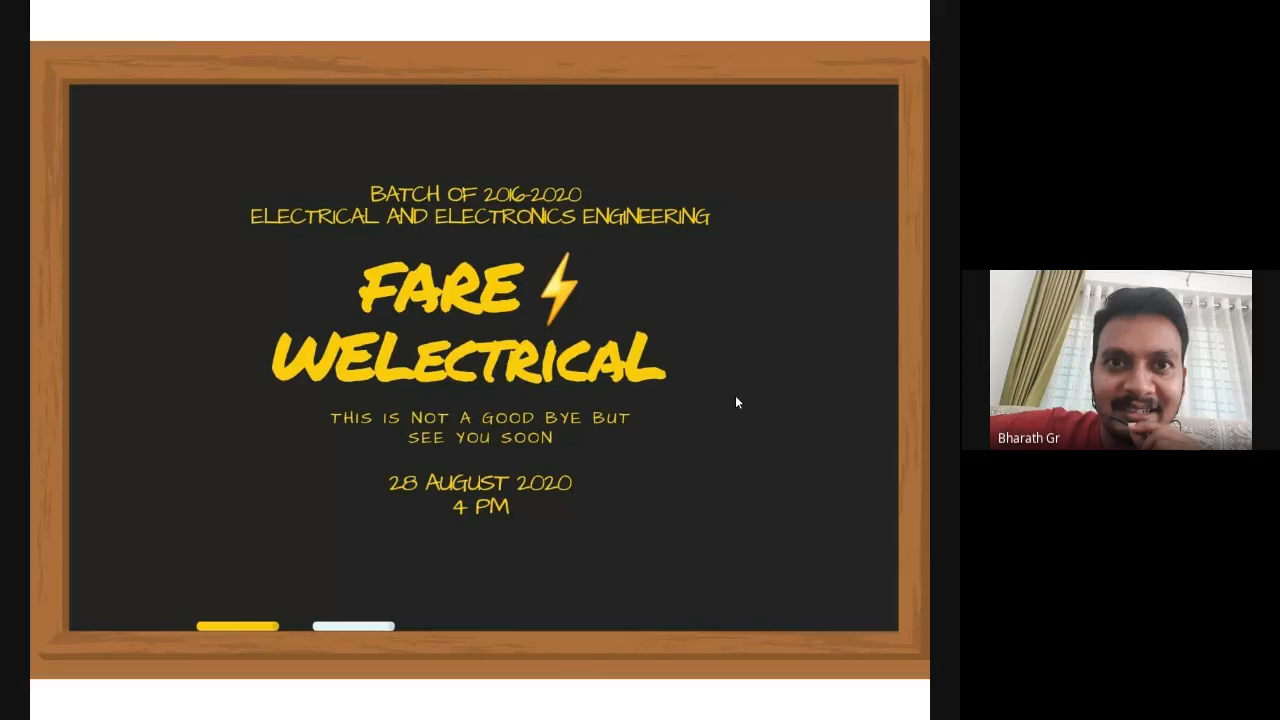 BATCH OF 2016-2020
ELECTRICAL AND ELECTRONICS ENGINEERING
FARE⚡
WELECTRICAL
THIS IS NOT A GOOD BYE BUT
SEE YOU SOON
28 AUGUST 2020
4 PM
Bharath Gr